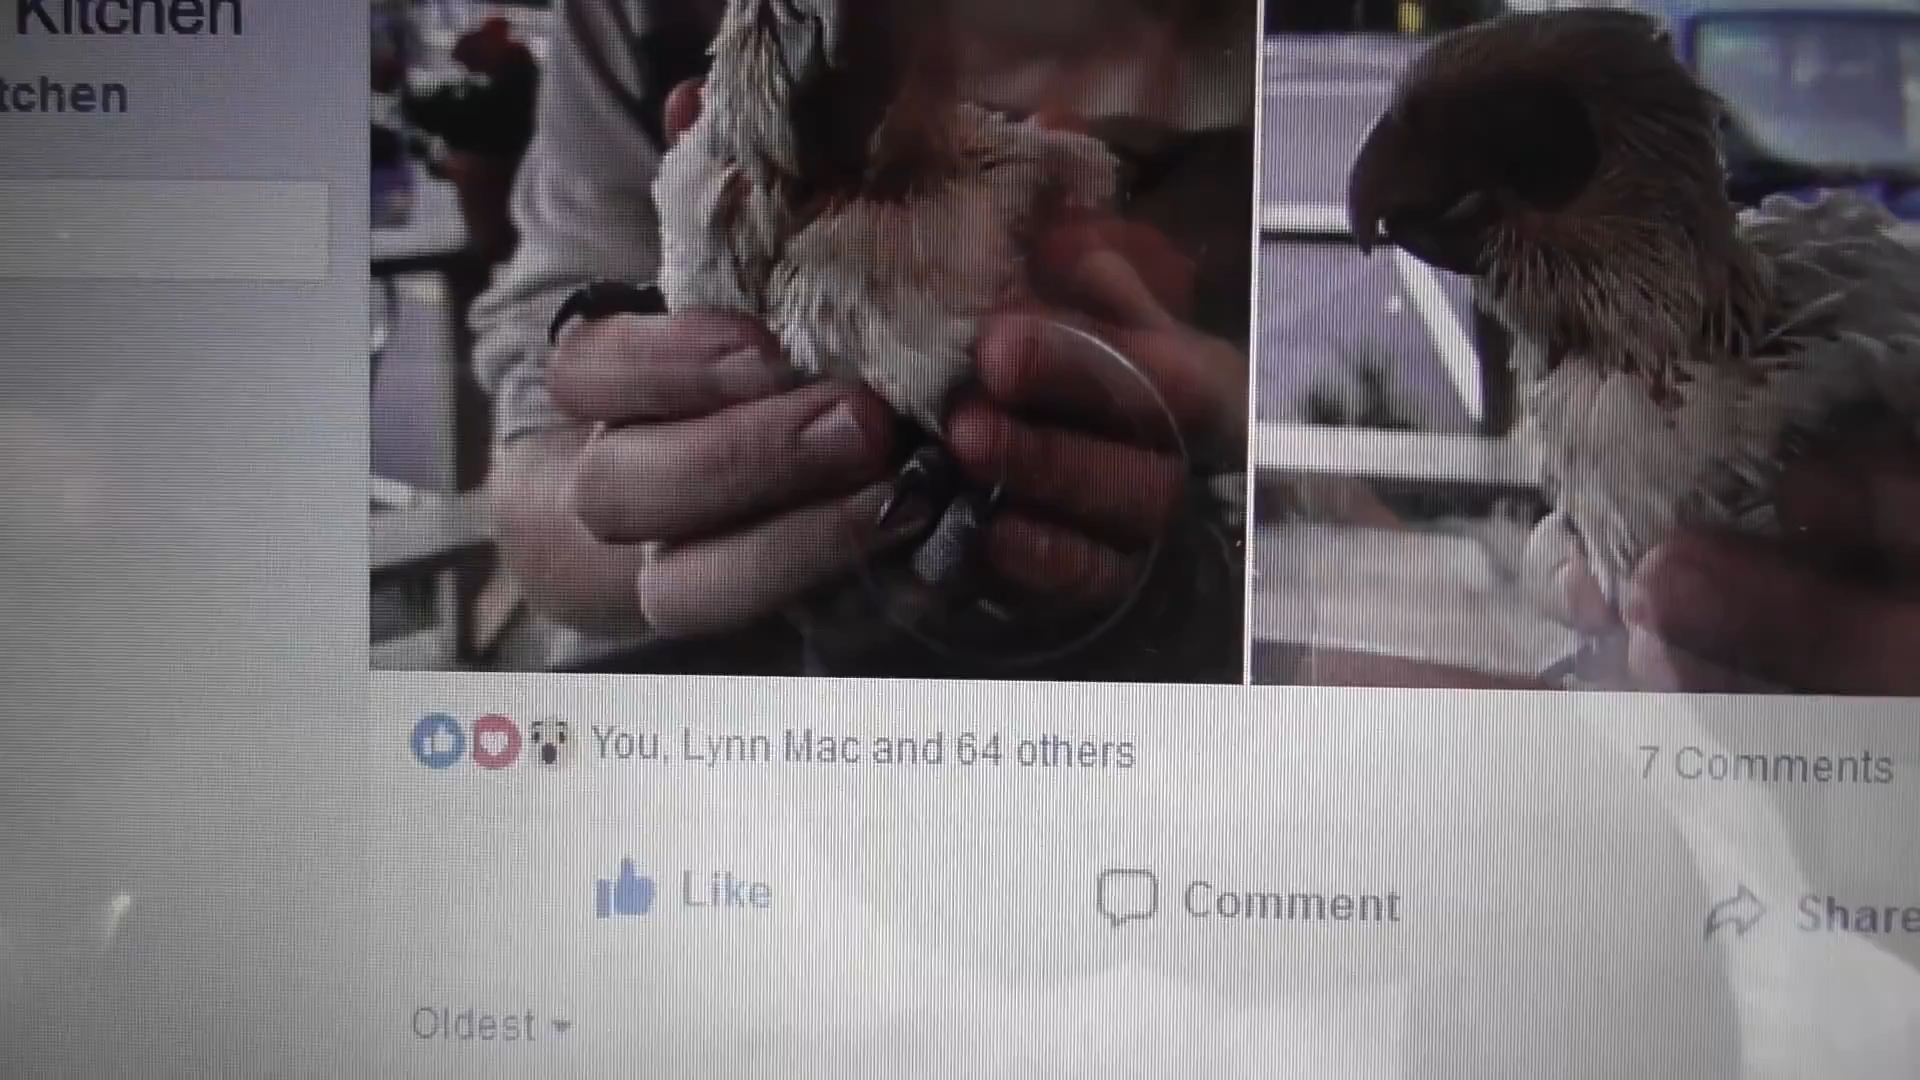 Kitchen
tchen
You, Lynn Mac and 64 others
7 Comments
Like
Comment
Share
Oldest